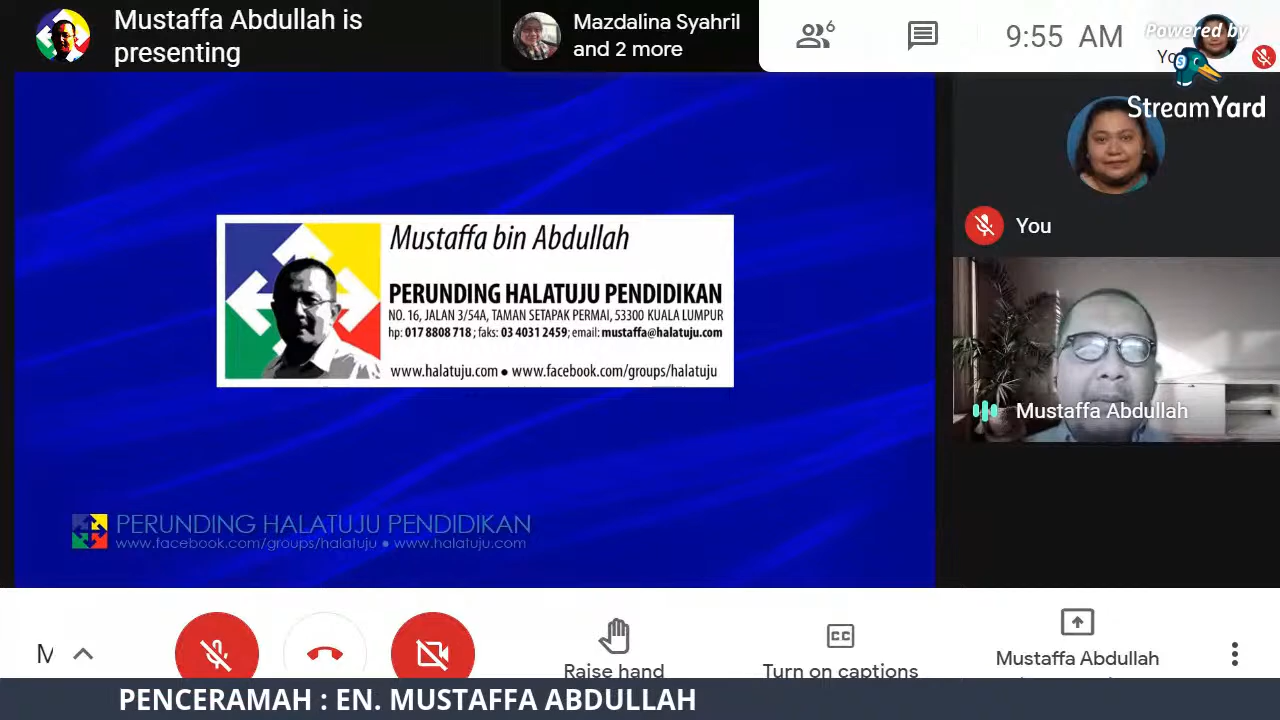 Mustaffa Abdullah is
presenting
Mazdalina Syahril
and 2 more
6
9:55 AM
Powered by
StreamYard
You
Mustaffa Abdullah
Mustaffa bin Abdullah
PERUNDING HALATUJU PENDIDIKAN
NO. 16, JALAN 3/54A, TAMAN SETAPAK PERMAI, 53300 KUALA LUMPUR
hp: 017 8808 718 ; faks: 03 4031 2459; email: mustaffa@halatuju.com
www.halatuju.com ● www.facebook.com/groups/halatuju
PERUNDING HALATUJU PENDIDIKAN
www.facebook.com/groups/halatuju ● www.halatuju.com
Raise hand
CC
Turn on captions
Mustaffa Abdullah
PENCERAMAH : EN. MUSTAFFA ABDULLAH